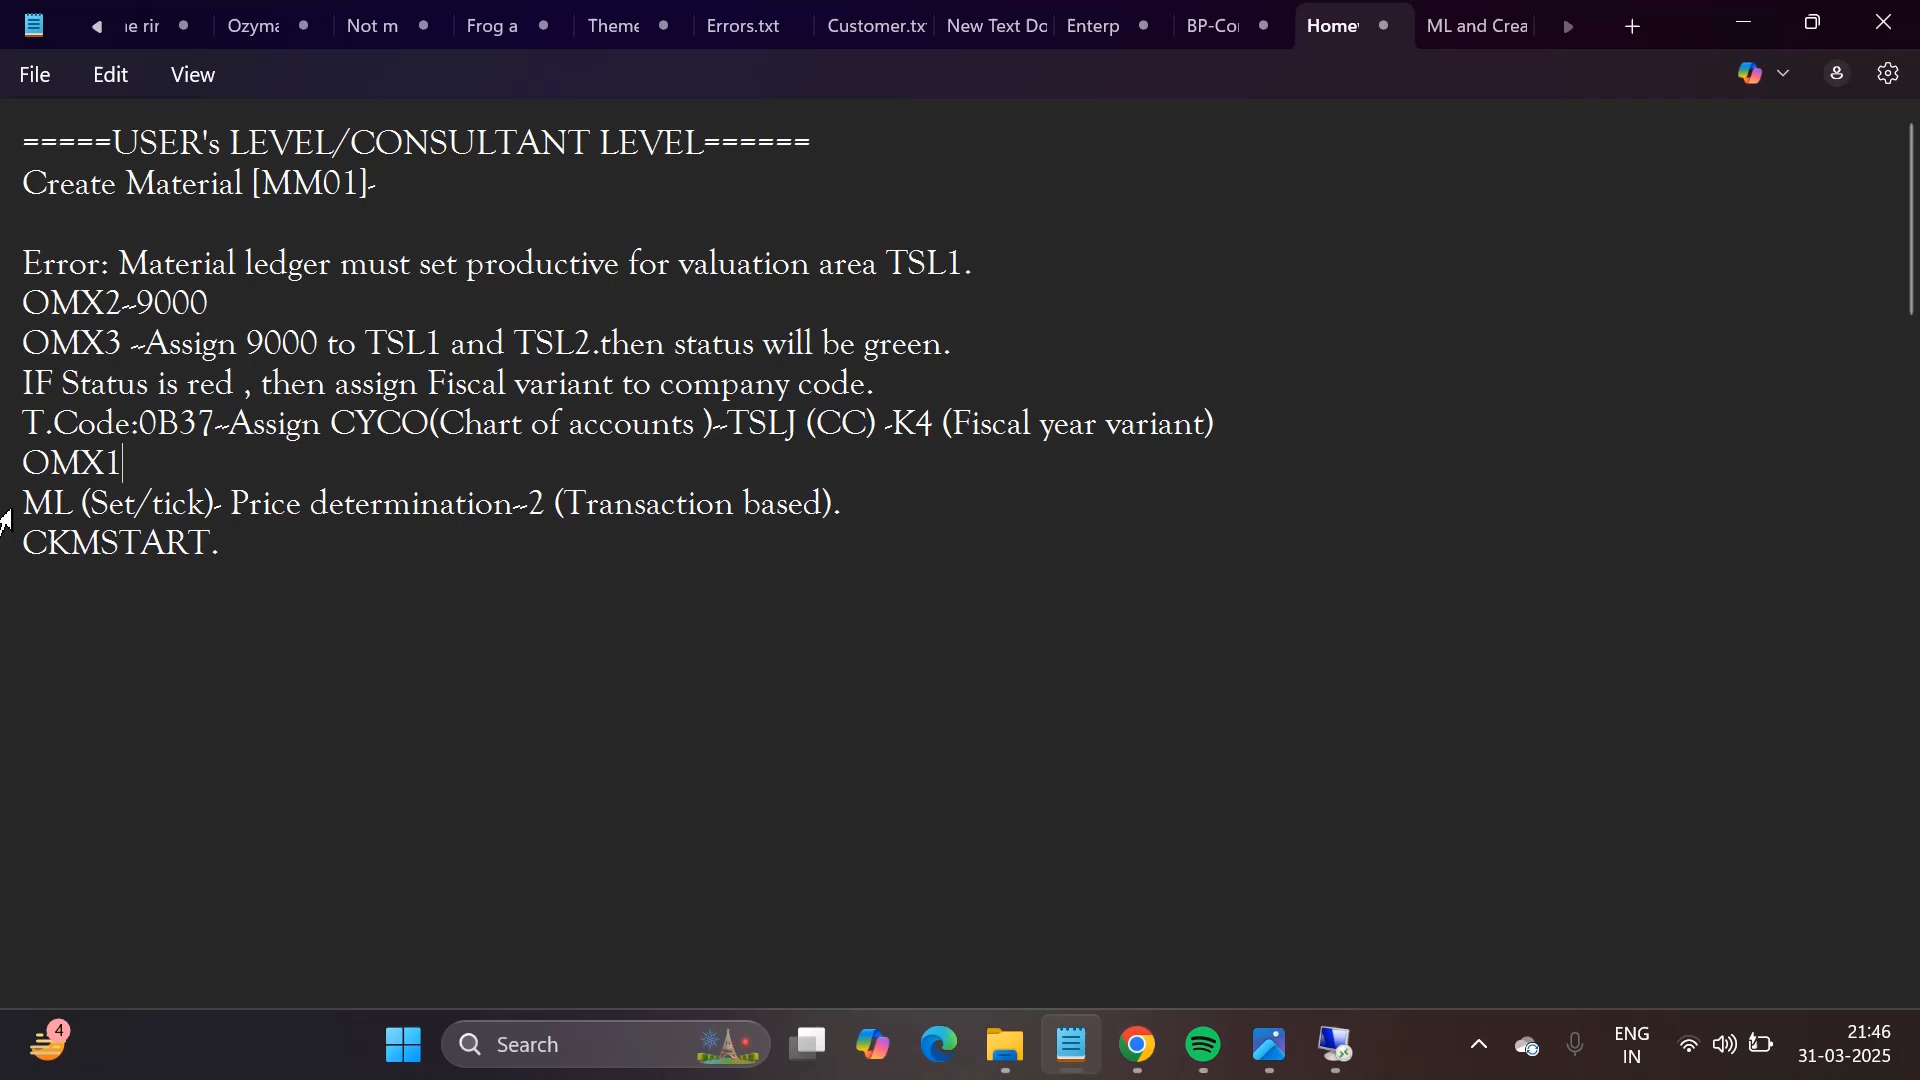 ne rir
Ozyma
Not m
Frog a
Theme
Errors.txt
Customer.tx
New Text Do
Enterp
BP-Co
Home
ML and Crea
File
Edit
View
=====USER's LEVEL/CONSULTANT LEVEL======
Create Material [MM01]-
Error: Material ledger must set productive for valuation area TSL1.
OMX2--9000
OMX3 --Assign 9000 to TSL1 and TSL2.then status will be green.
IF Status is red , then assign Fiscal variant to company code.
T.Code:0B37--Assign CYCO(Chart of accounts )--TSLJ (CC) -K4 (Fiscal year variant)
OMX1
ML (Set/tick)- Price determination--2 (Transaction based).
CKMSTART.
4
Search
ENG
IN
21:46
31-03-2025